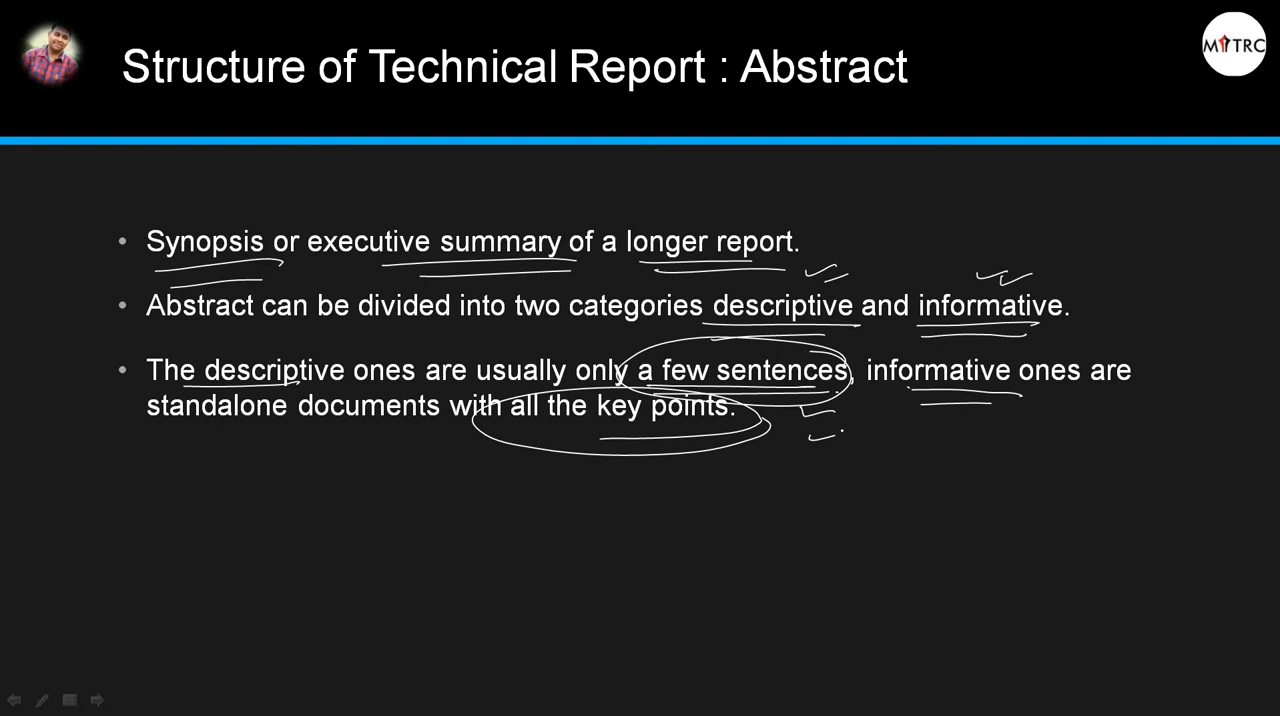 Structure of Technical Report : Abstract
MITRC
• Synopsis or executive summary of a longer report.
• Abstract can be divided into two categories descriptive and informative.
• The descriptive ones are usually only a few sentences, informative ones are
standalone documents with all the key points.